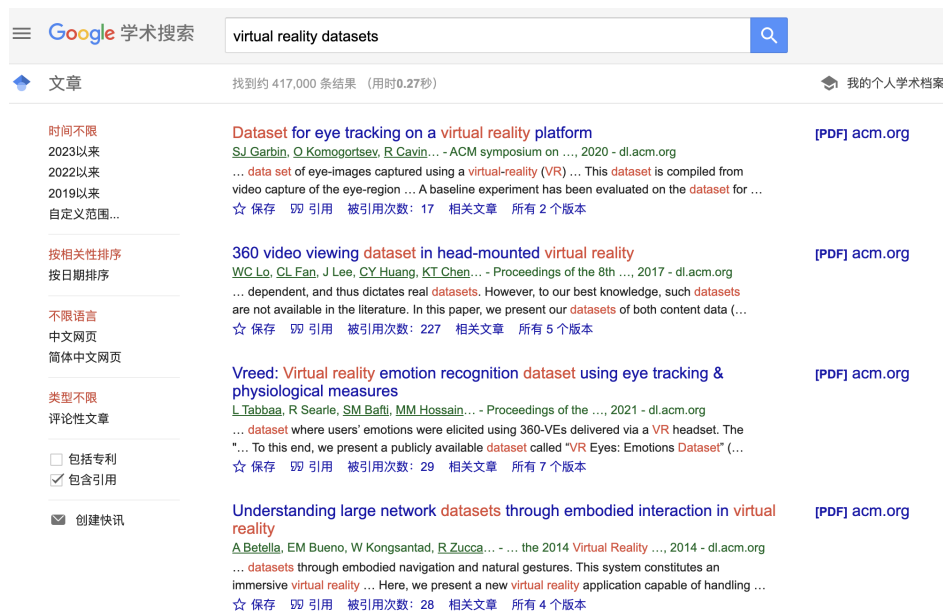 Google 学术搜索
virtual reality datasets
文章
找到约 417,000 条结果 （用时0.27秒）
我的个人学术档案
时间不限
2023以来
2022以来
2019以来
自定义范围...
按相关性排序
按日期排序
不限语言
中文网页
简体中文网页
类型不限
评论性文章
包括专利
包含引用
创建快讯
Dataset for eye tracking on a virtual reality platform
[PDF] acm.org
SJ Garbin, O Komogortsev, R Cavin… - ACM symposium on …, 2020 - dl.acm.org
… data set of eye-images captured using a virtual-reality (VR) … This dataset is compiled from
video capture of the eye-region … A baseline experiment has been evaluated on the dataset for …
保存 引用 被引用次数：17 相关文章 所有 2 个版本
360 video viewing dataset in head-mounted virtual reality
[PDF] acm.org
WC Lo, CL Fan, J Lee, CY Huang, KT Chen… - Proceedings of the 8th …, 2017 - dl.acm.org
… dependent, and thus dictates real datasets. However, to our best knowledge, such datasets
are not available in the literature. In this paper, we present our datasets of both content data (…
保存 引用 被引用次数：227 相关文章 所有 5 个版本
Vreed: Virtual reality emotion recognition dataset using eye tracking &
physiological measures
[PDF] acm.org
L Tabbaa, R Searle, SM Bafti, MM Hossain… - Proceedings of the …, 2021 - dl.acm.org
… dataset where users’ emotions were elicited using 360-VEs delivered via a VR headset. The
"… To this end, we present a publicly available dataset called “VR Eyes: Emotions Dataset” (…
保存 引用 被引用次数：29 相关文章 所有 7 个版本
Understanding large network datasets through embodied interaction in virtual
reality
[PDF] acm.org
A Betella, EM Bueno, W Kongsantad, R Zucca… - … the 2014 Virtual Reality …, 2014 - dl.acm.org
… datasets through embodied navigation and natural gestures. This system constitutes an
immersive virtual reality … Here, we present a new virtual reality application capable of handling …
保存 引用 被引用次数：28 相关文章 所有 4 个版本